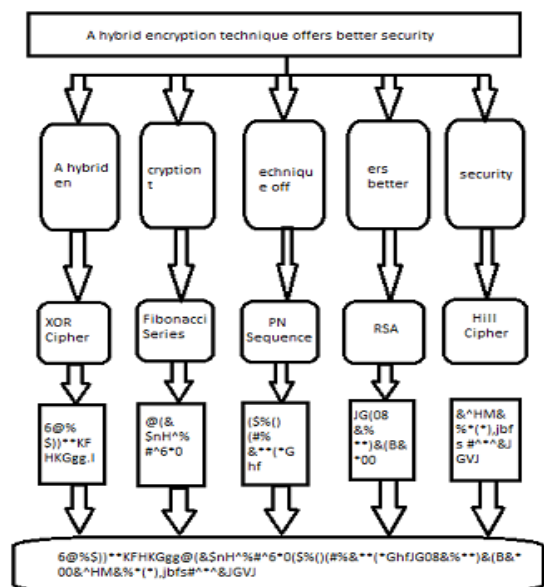 A hybrid encryption technique offers better security
A hybrid
en
cryption
t
echniqu
e off
ers
better
security
XOR
Cipher
Fibonacci
Series
PN
Sequence
RSA
Hill
Cipher
6@%
$))**KF
HKGgg.I
@(&
$nH^%
#^6*0
($%()
(#%
&**(*G
hf
JG(08
&%
**)&(B&
*00
&^HM&
%*(*),jbf
s #^*^&J
GVJ
6@%$))**KFHKGgg@(&$nH^%#^6*0($%()(#%&**(*GhfJG08&%**)&(B&*
00&^HM&%*(*),jbfs#^*^&JGVJ